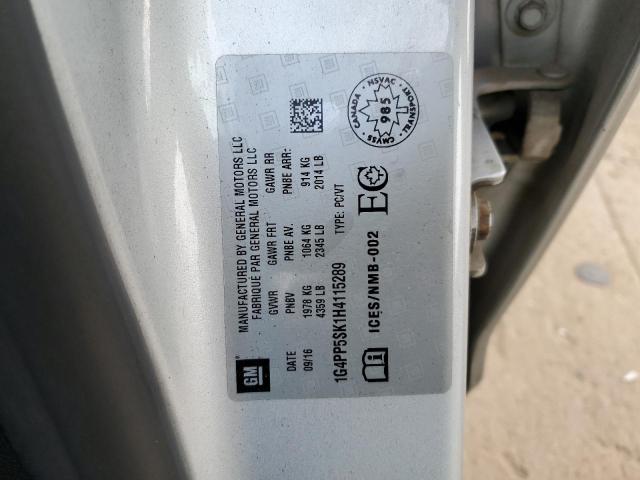 GM
MANUFACTURED BY GENERAL MOTORS LLC
FABRIQUÉ PAR GENERAL MOTORS LLC
DATE GVWR GAWR FRT GAWR RR
PNBV PNBE AV. PNBE ARR:
09/16 1978 KG 1064 KG 914 KG
4359 LB 2345 LB 2014 LB
1G4PP5SK1H4115289 TYPE: PC/VT
ICES/NMB-002 EC
CANADA · NSVAC · TRANSPORT · CMVSS
985